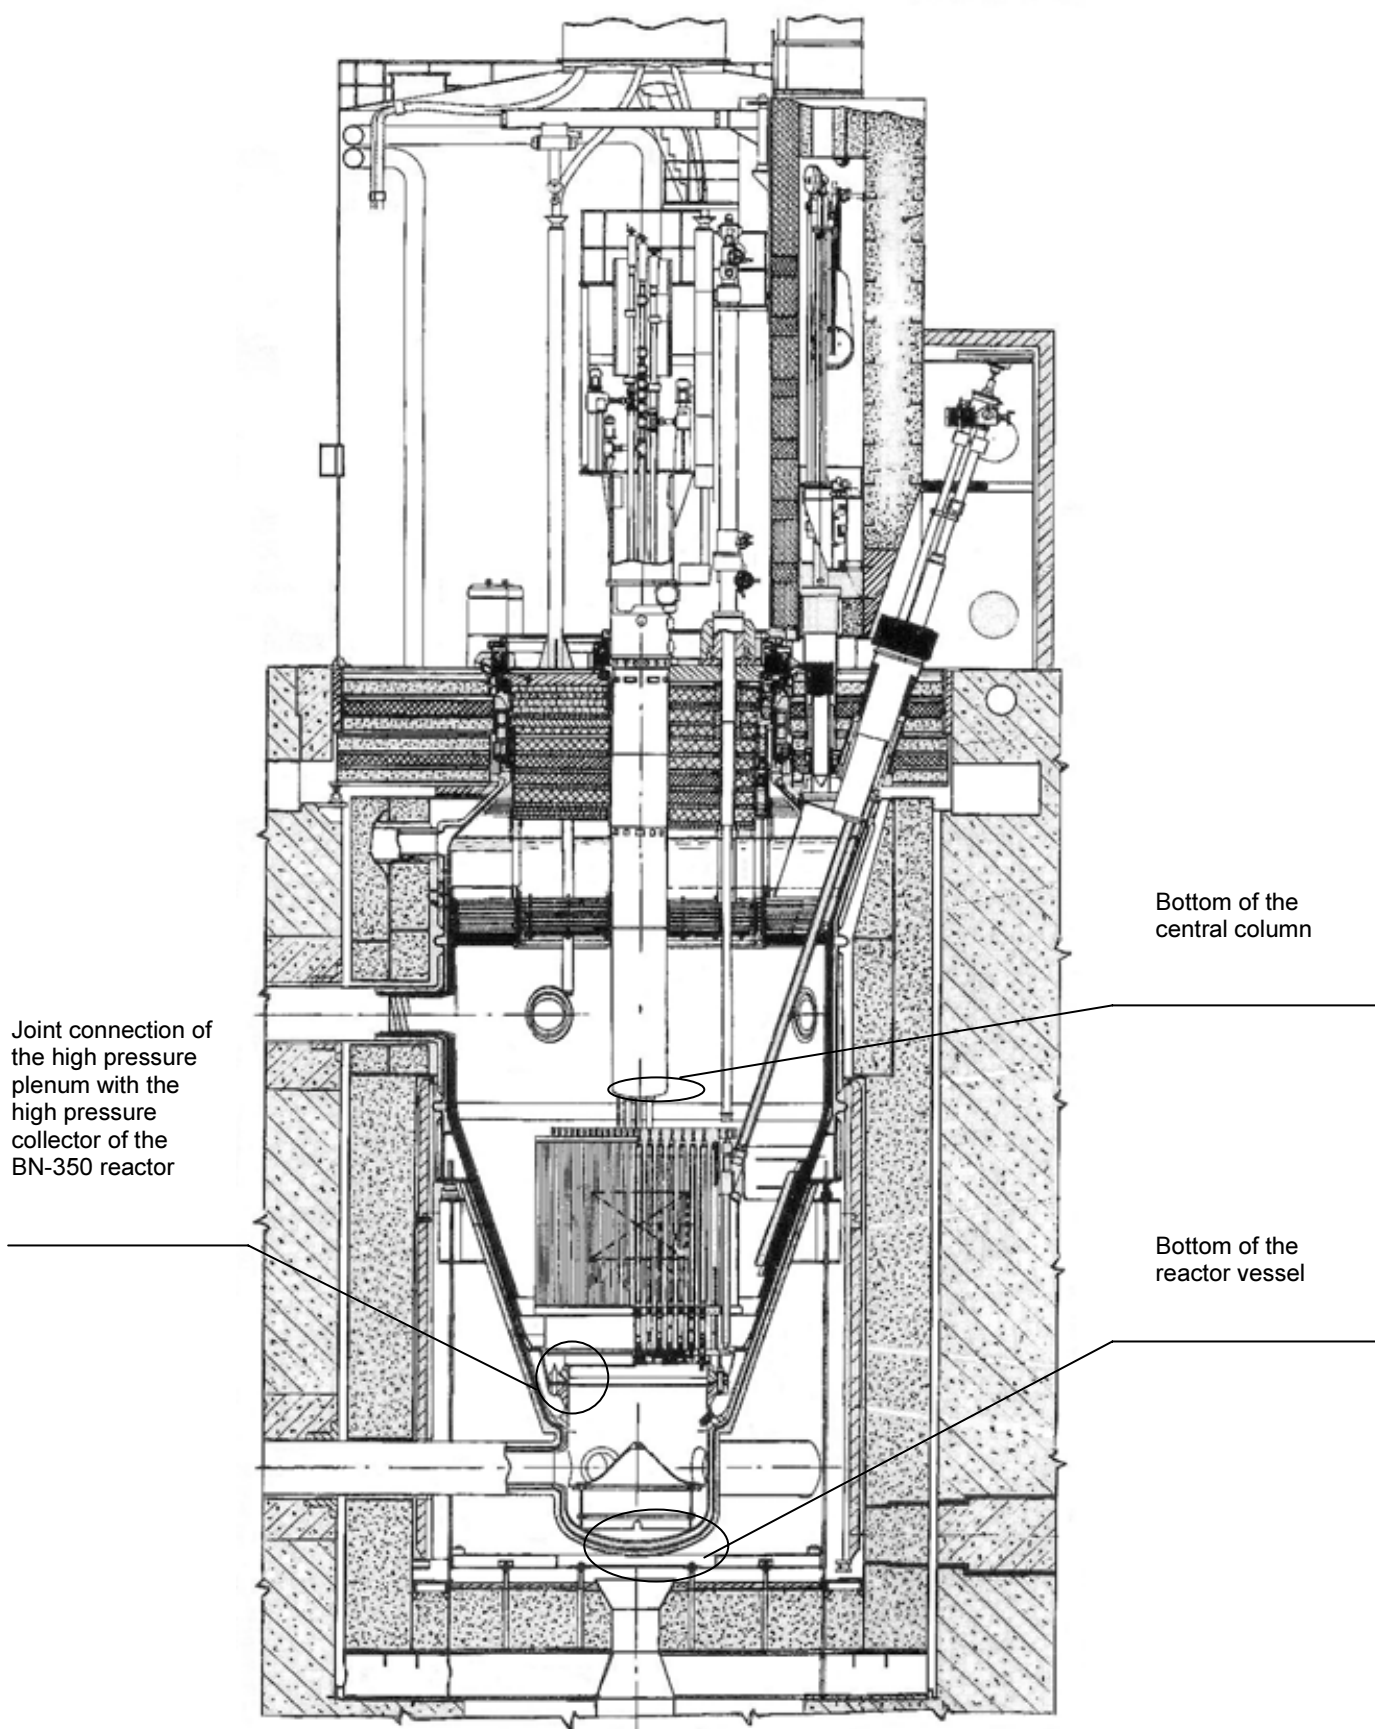 Bottom of the
central column
Joint connection of
the high pressure
plenum with the
high pressure
collector of the
BN-350 reactor
Bottom of the
reactor vessel